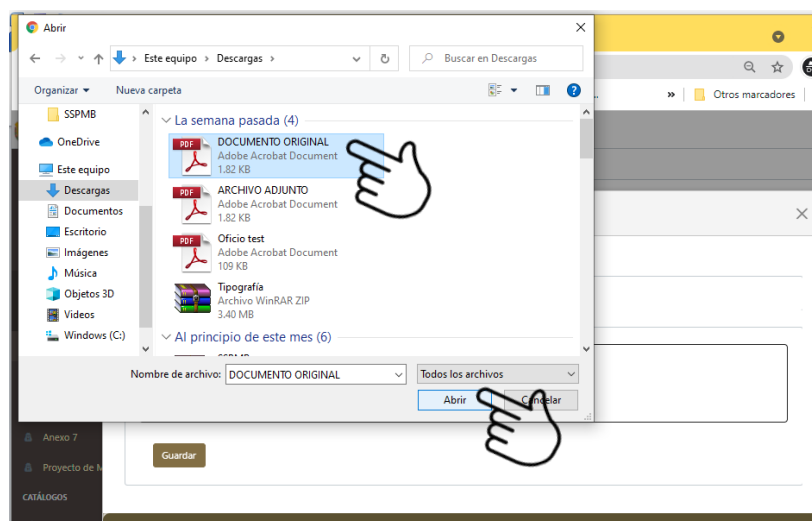 Abrir
Este equipo > Descargas >
Buscar en Descargas
Organizar
Nueva carpeta
SSPMB
OneDrive
Este equipo
Descargas
Documentos
Escritorio
Imágenes
Música
Objetos 3D
Videos
Windows (C:)
La semana pasada (4)
PDF
DOCUMENTO ORIGINAL
Adobe Acrobat Document
1.82 KB
PDF
ARCHIVO ADJUNTO
Adobe Acrobat Document
1.82 KB
PDF
Oficio test
Adobe Acrobat Document
109 KB
Tipografía
Archivo WinRAR ZIP
3.40 MB
Al principio de este mes (6)
Nombre de archivo: DOCUMENTO ORIGINAL
Todos los archivos
Abrir
Cancelar
Otros marcadores
Anexo 7
Proyecto de M
CATÁLOGOS
Guardar